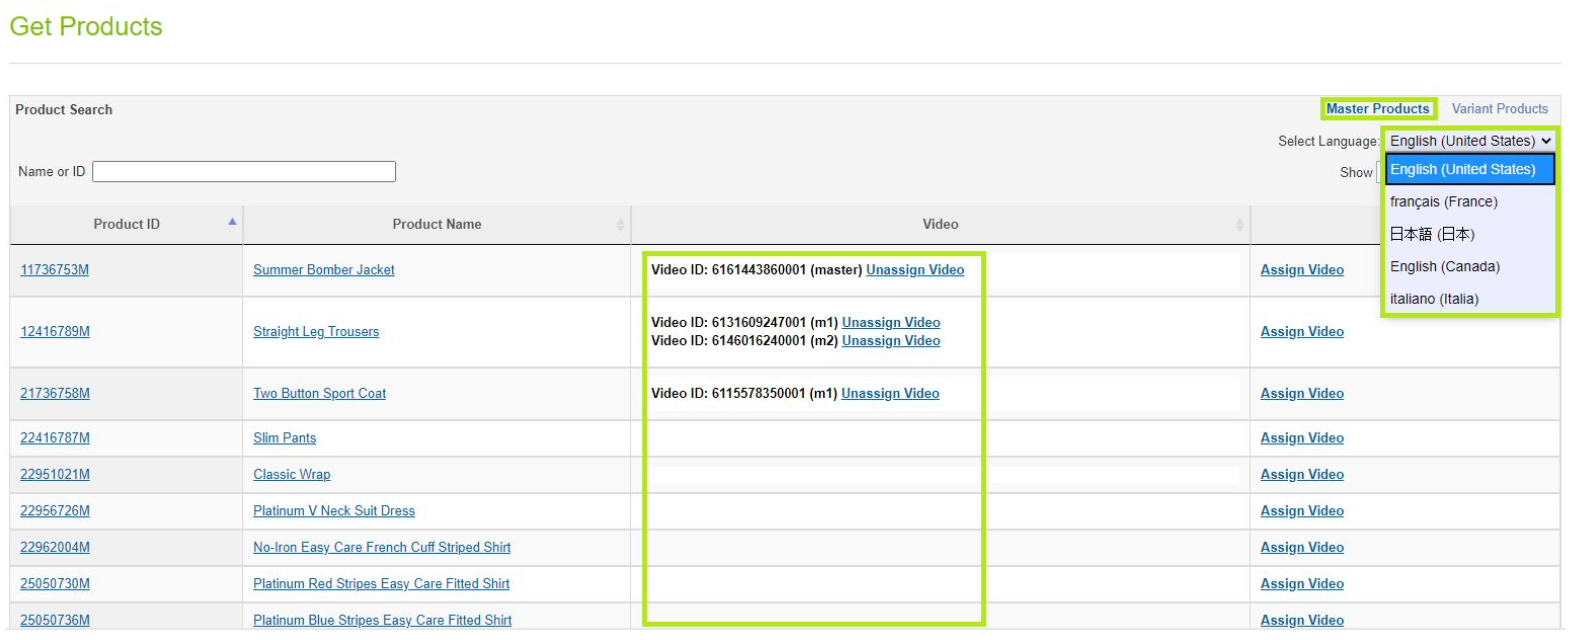 Get Products
Product Search
Master Products Variant Products
Select Language: English (United States)
Name or ID
Show
English (United States)
français (France)
日本語 (日本)
English (Canada)
italiano (Italia)
Product ID Product Name Video
11736753M Summer Bomber Jacket Video ID: 6161443860001 (master) Unassign Video Assign Video
12416789M Straight Leg Trousers Video ID: 6131609247001 (m1) Unassign Video Assign Video
Video ID: 6146016240001 (m2) Unassign Video
21736758M Two Button Sport Coat Video ID: 6115578350001 (m1) Unassign Video Assign Video
22416787M Slim Pants Assign Video
22951021M Classic Wrap Assign Video
22956726M Platinum V Neck Suit Dress Assign Video
22962004M No-Iron Easy Care French Cuff Striped Shirt Assign Video
25050730M Platinum Red Stripes Easy Care Fitted Shirt Assign Video
25050736M Platinum Blue Stripes Easy Care Fitted Shirt Assign Video